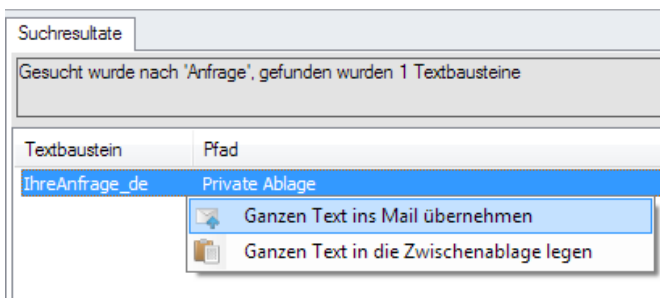 Suchresultate
Gesucht wurde nach 'Anfrage', gefunden wurden 1 Textbausteine
Textbaustein Pfad
IhreAnfrage_de Private Ablage
Ganzen Text ins Mail übernehmen
Ganzen Text in die Zwischenablage legen